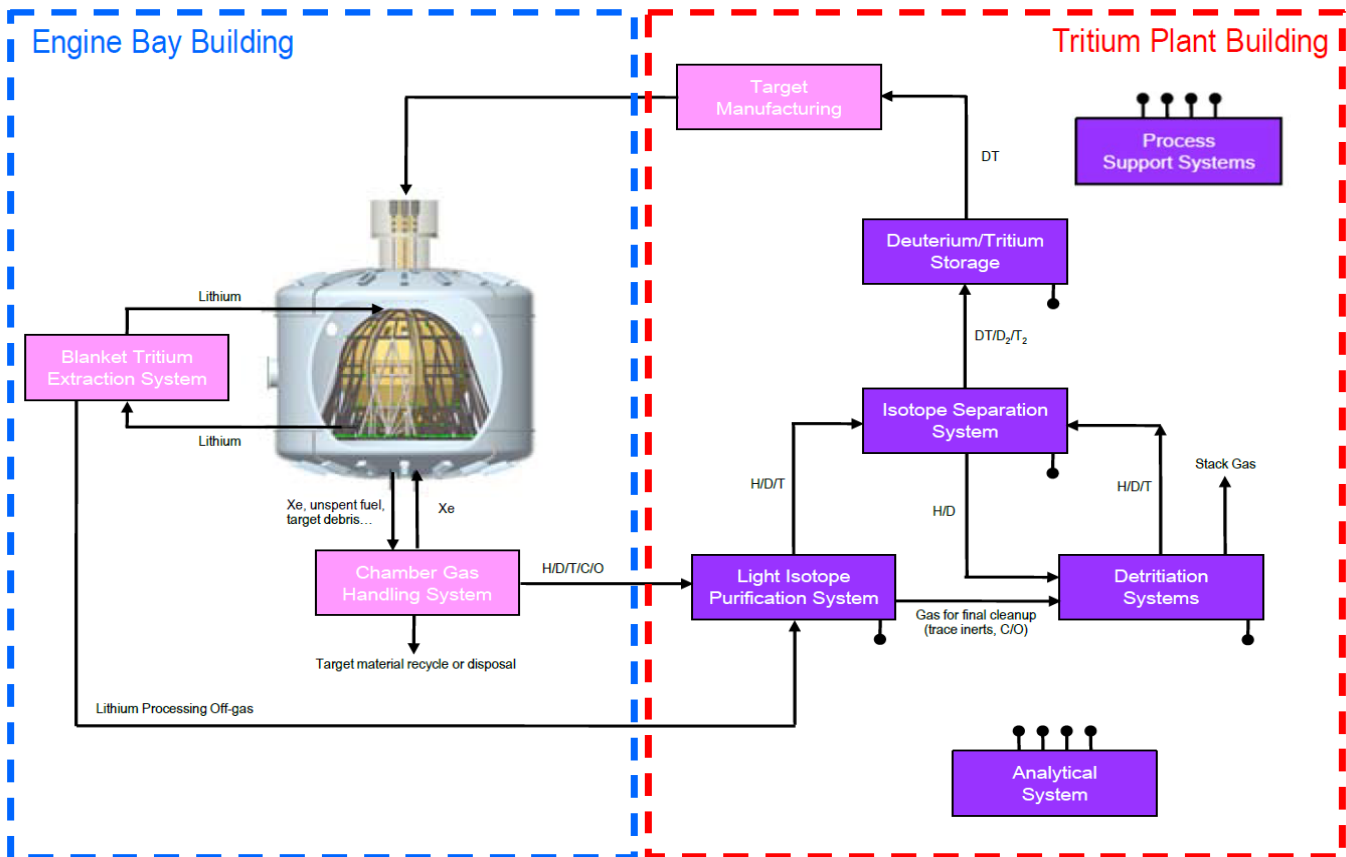 Engine Bay Building
Tritium Plant Building
Target
Manufacturing
Process
Support Systems
DT
Deuterium/Tritium
Storage
Lithium
DT/D2/T2
Blanket Tritium
Extraction System
Isotope Separation
System
Lithium
Stack Gas
H/D/T
H/D/T
Xe, unspent fuel,
target debris…
Xe
H/D
Chamber Gas
Handling System
H/D/T/C/O
Light Isotope
Purification System
Detritiation
Systems
Gas for final cleanup
(trace inerts, C/O)
Target material recycle or disposal
Lithium Processing Off-gas
Analytical
System